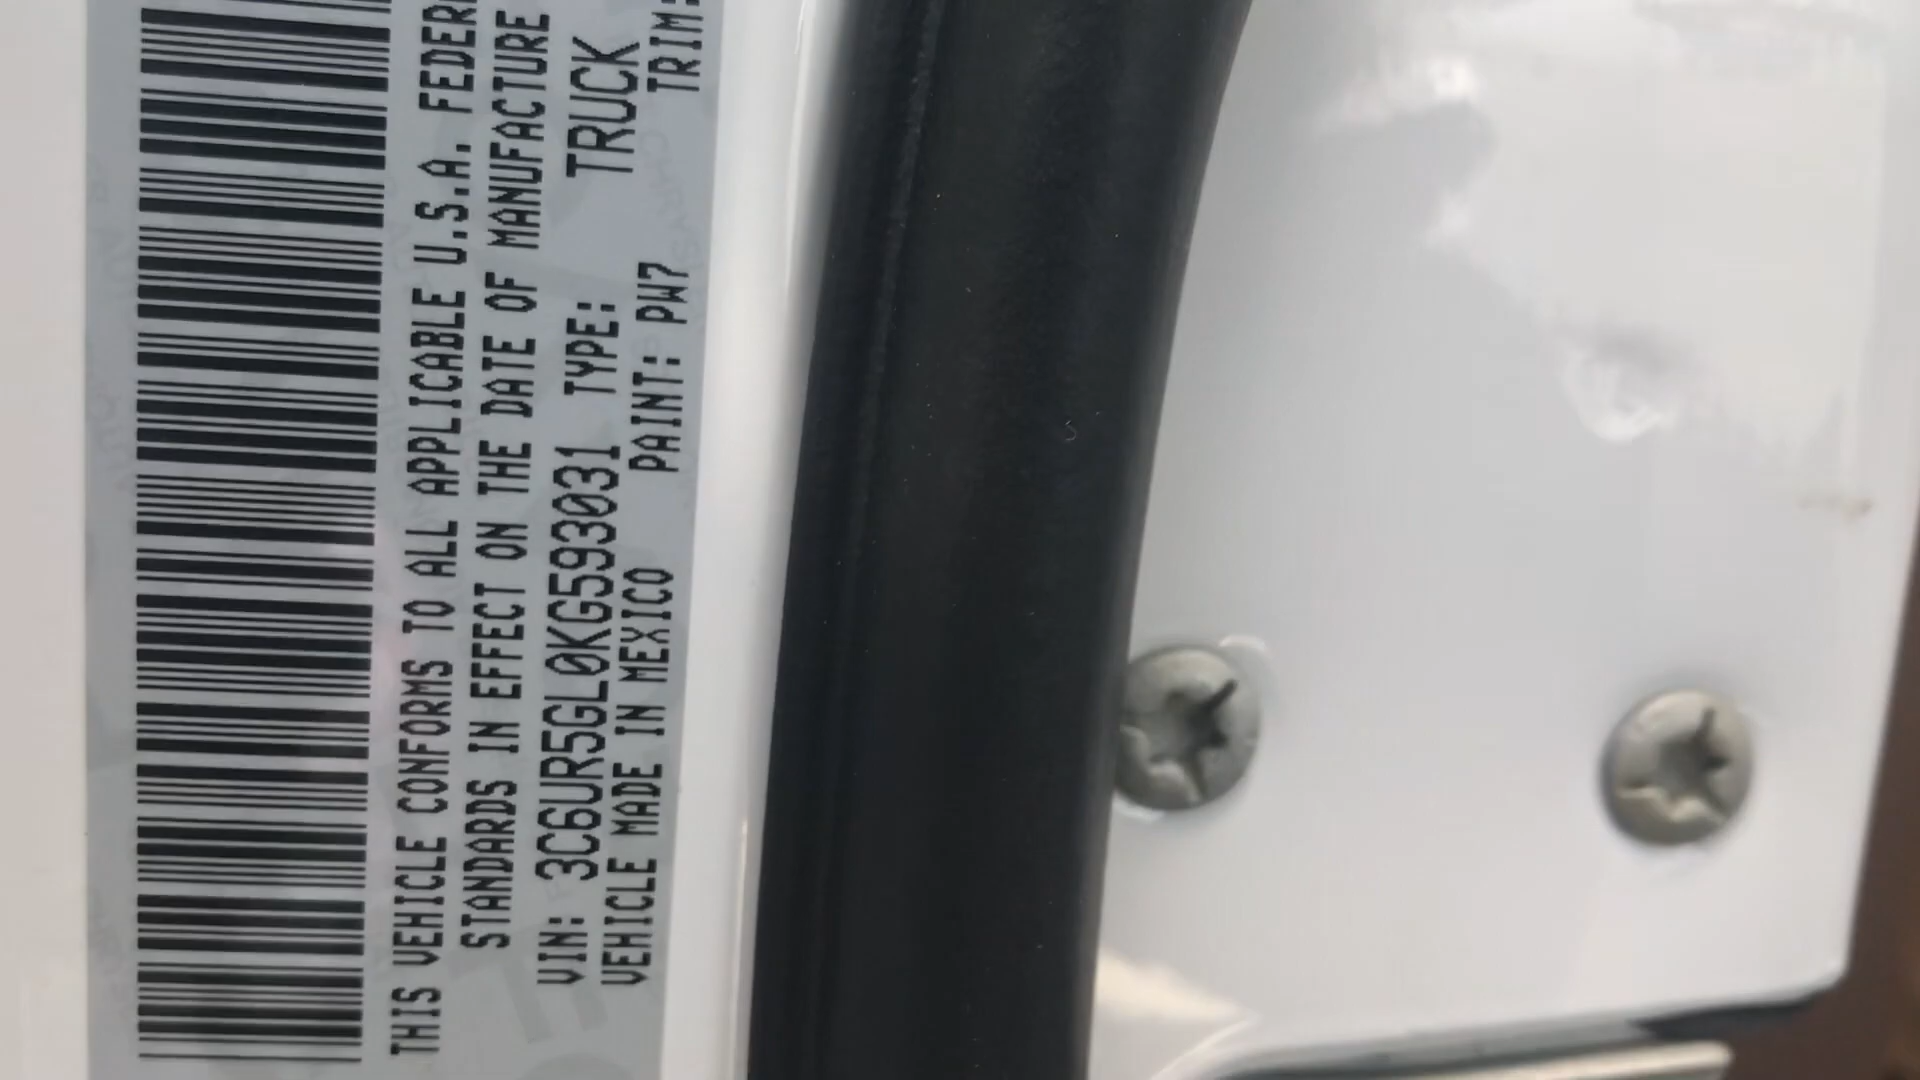 THIS VEHICLE CONFORMS TO ALL APPLICABLE U.S.A. FEDER
STANDARDS IN EFFECT ON THE DATE OF MANUFACTURE
VIN: 3C6UR5GL0KG593031 TYPE: TRUCK
VEHICLE MADE IN MEXICO PAINT: PW7 TRIM: